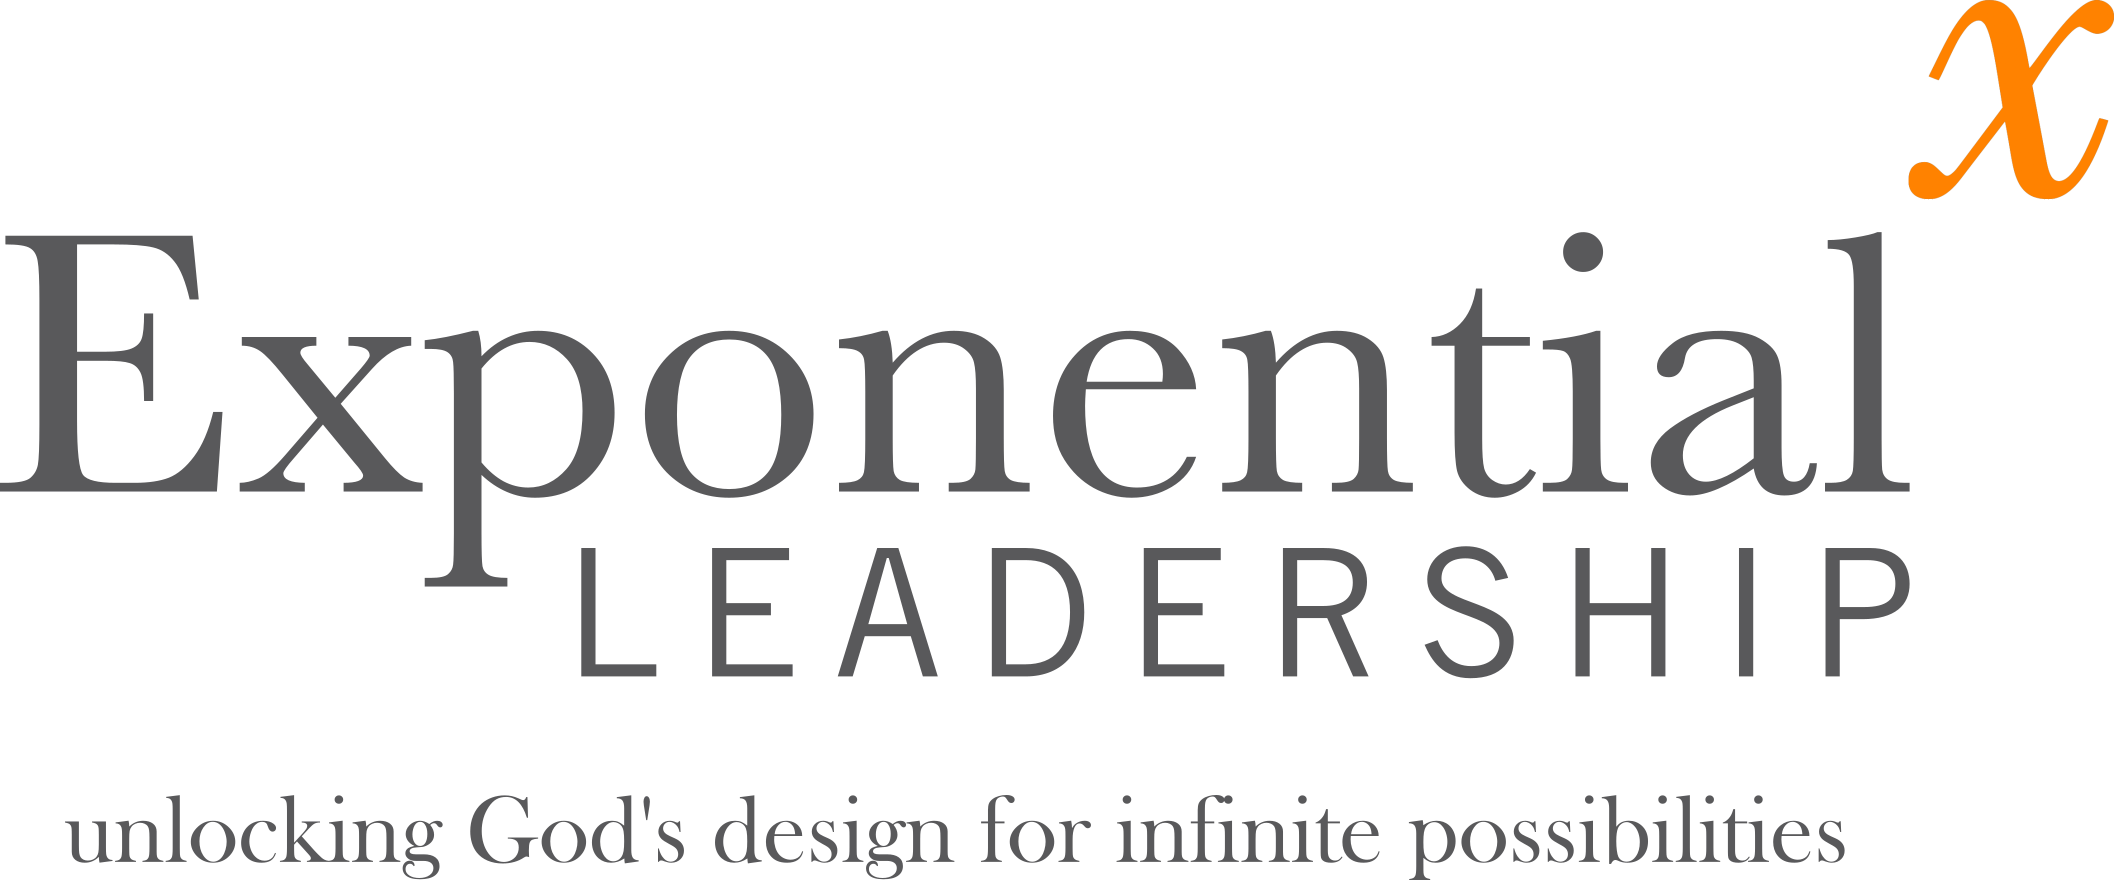 Exponential x
LEADERSHIP
unlocking God's design for infinite possibilities